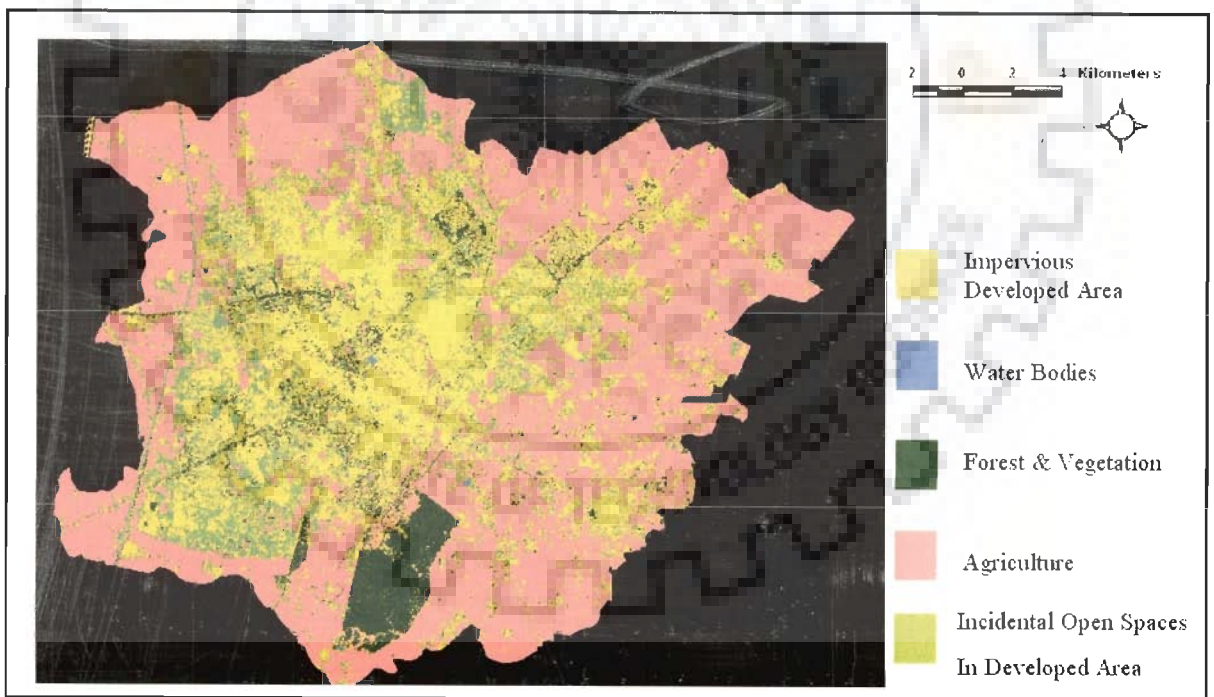 2 0 2 4 Kilometers
Impervious
Developed Area
Water Bodies
Forest & Vegetation
Agriculture
Incidental Open Spaces
In Developed Area